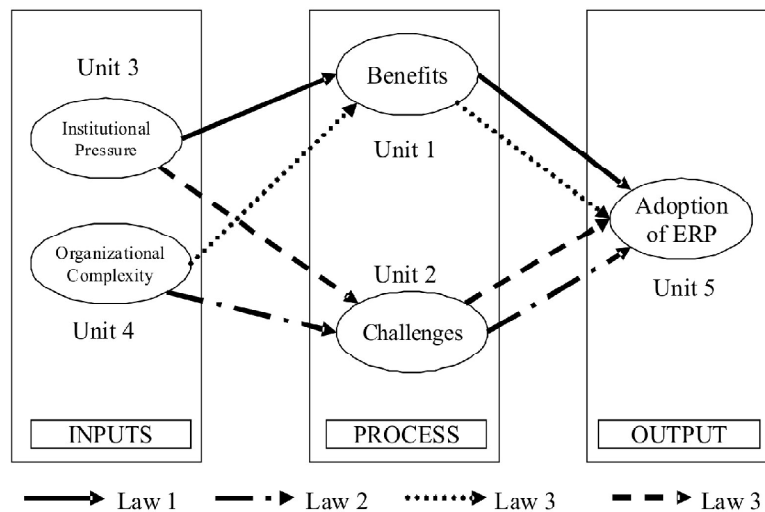 Unit 3
Benefits
Institutional
Pressure
Unit 1
Adoption
of ERP
Organizational
Complexity
Unit 2
Unit 5
Unit 4
Challenges
INPUTS
PROCESS
OUTPUT
Law 1
Law 2
Law 3
Law 3